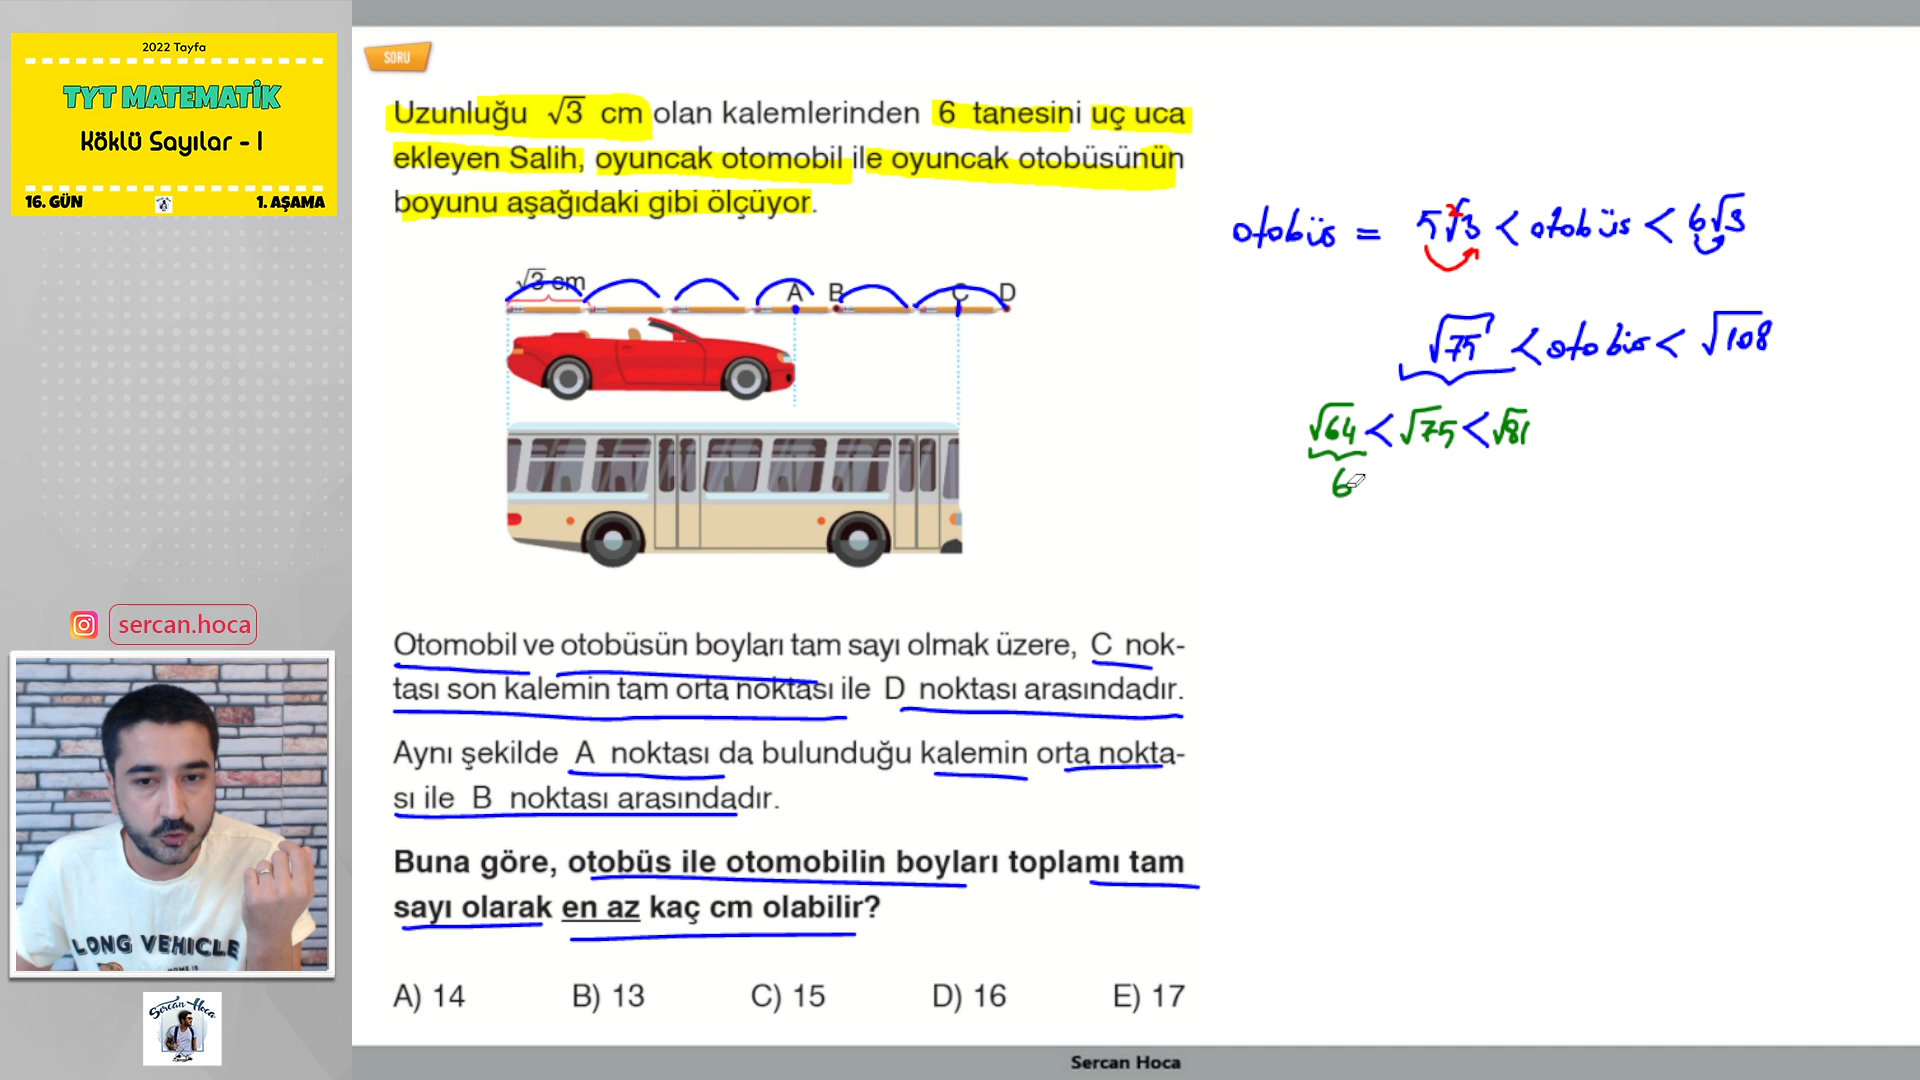 2022 Tayfa
TYT MATEMATİK
Köklü Sayılar - I
16. GÜN
1. AŞAMA
SORU
Uzunluğu √3 cm olan kalemlerinden 6 tanesini uç uca
ekleyen Salih, oyuncak otomobil ile oyuncak otobüsünün
boyunu aşağıdaki gibi ölçüyor.
√3 cm
A B C D
otobüs = 5√3 < otobüs < 6√3
√75 < otobüs < √108
√64 < √75 < √81
6
sercan.hoca
Otomobil ve otobüsün boyları tam sayı olmak üzere, C nok-
tası son kalemin tam orta noktası ile D noktası arasındadır.
Aynı şekilde A noktası da bulunduğu kalemin orta nokta-
sı ile B noktası arasındadır.
Buna göre, otobüs ile otomobilin boyları toplamı tam
sayı olarak en az kaç cm olabilir?
A) 14 B) 13 C) 15 D) 16 E) 17
LONG VEHICLE
Sercan Hoca
Sercan Hoca